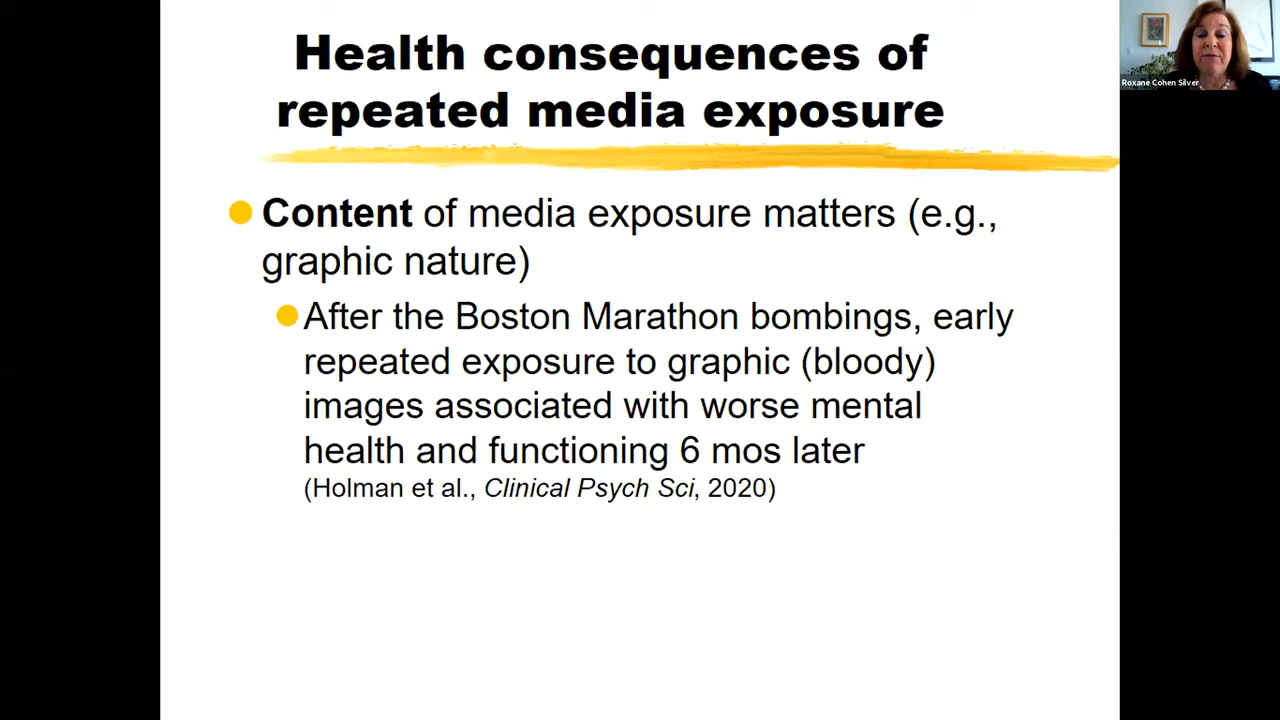 Health consequences of
repeated media exposure
Content of media exposure matters (e.g.,
graphic nature)
After the Boston Marathon bombings, early
repeated exposure to graphic (bloody)
images associated with worse mental
health and functioning 6 mos later
(Holman et al., Clinical Psych Sci, 2020)
Roxane Cohen Silver